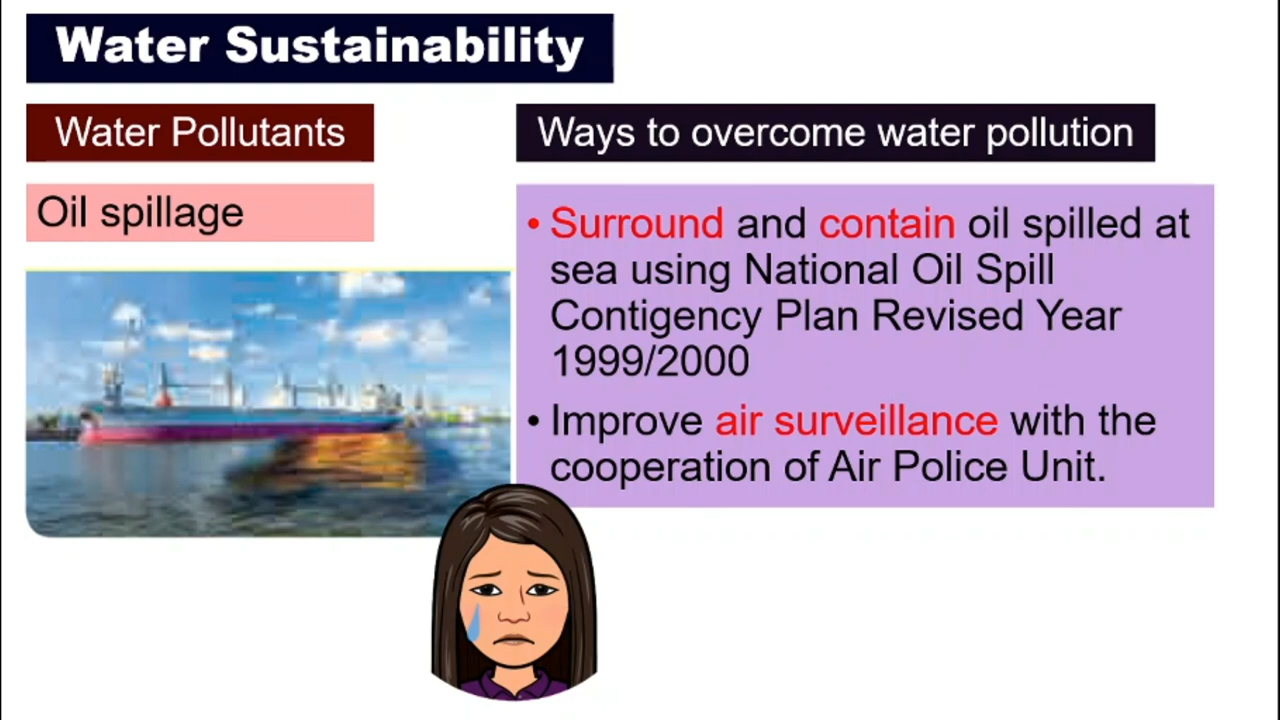 Water Sustainability
Water Pollutants
Oil spillage
Ways to overcome water pollution
• Surround and contain oil spilled at
sea using National Oil Spill
Contigency Plan Revised Year
1999/2000
• Improve air surveillance with the
cooperation of Air Police Unit.